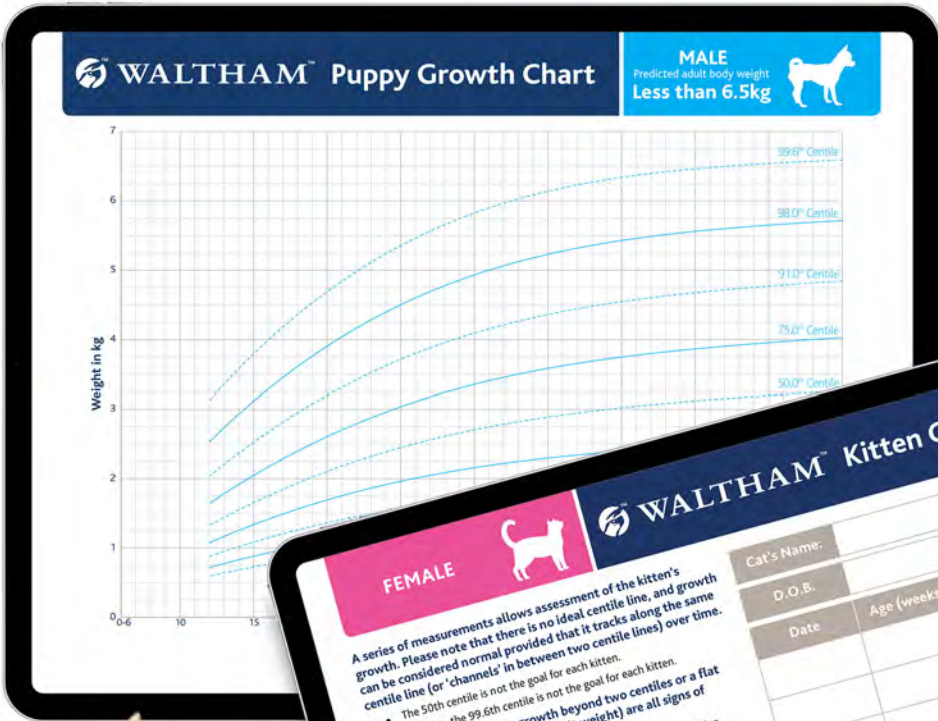 WALTHAM™ Puppy Growth Chart
MALE
Predicted adult body weight
Less than 6.5kg
7
99.6th Centile
6
98.0th Centile
5
91.0th Centile
4
75.0th Centile
50.0th Centile
Weight in kg
3
2
1
0
0-6
10
15
FEMALE
WALTHAM™ Kitten G
A series of measurements allows assessment of the kitten's
growth. Please note that there is no ideal centile line, and growth
can be considered normal provided that it tracks along the same
centile line (or 'channels' in between two centile lines) over time.
The 50th centile is not the goal for each kitten.
the 99.6th centile is not the goal for each kitten.
growth beyond two centiles or a flat
weight) are all signs of
Cat's Name:
D.O.B.
Date
Age (weeks